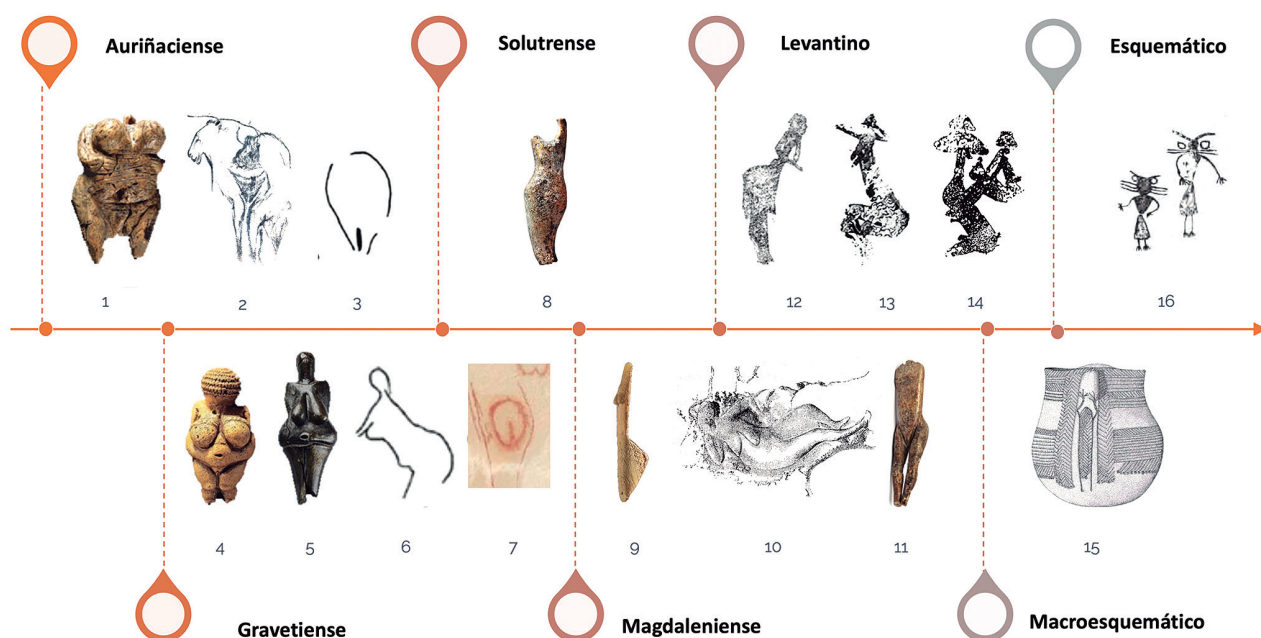 Auriñaciense
Solutrense
Levantino
Esquemático
1
2
3
8
12
13
14
16
4
5
6
7
9
10
11
15
Gravetiense
Magdaleniense
Macroesquemático